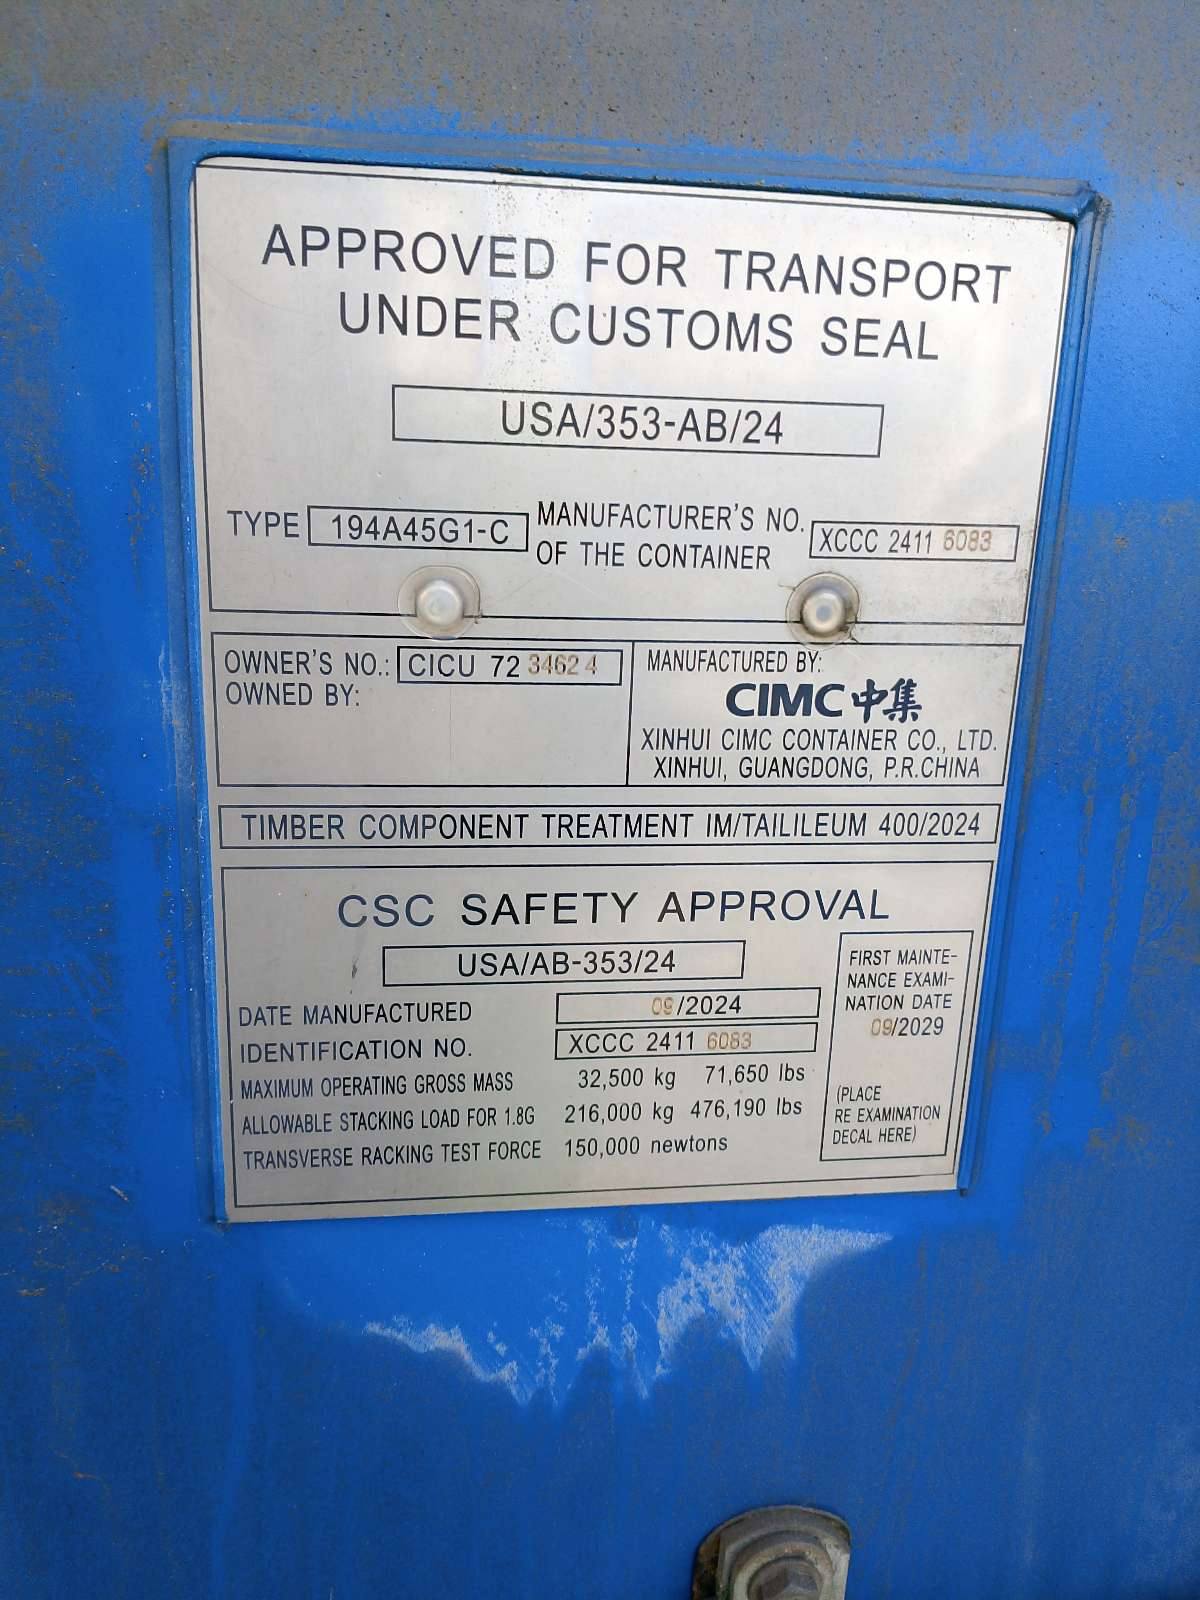 APPROVED FOR TRANSPORT
UNDER CUSTOMS SEAL
USA/353-AB/24
TYPE 194A45G1-C MANUFACTURER'S NO.
OF THE CONTAINER XCCC 2411 6083
OWNER'S NO.: CICU 72 3462 4
OWNED BY:
MANUFACTURED BY:
CIMC中集
XINHUI CIMC CONTAINER CO., LTD.
XINHUI, GUANGDONG, P.R.CHINA
TIMBER COMPONENT TREATMENT IM/TAILILEUM 400/2024
CSC SAFETY APPROVAL
USA/AB-353/24
DATE MANUFACTURED 09/2024
IDENTIFICATION NO. XCCC 2411 6083
MAXIMUM OPERATING GROSS MASS 32,500 kg 71,650 lbs
ALLOWABLE STACKING LOAD FOR 1.8G 216,000 kg 476,190 lbs
TRANSVERSE RACKING TEST FORCE 150,000 newtons
FIRST MAINTE-
NANCE EXAMI-
NATION DATE
09/2029
(PLACE
RE EXAMINATION
DECAL HERE)